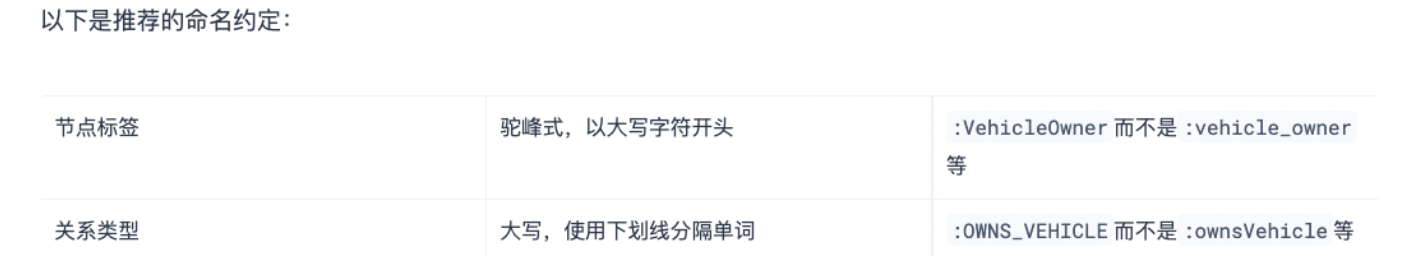 以下是推荐的命名约定：
节点标签
驼峰式，以大写字符开头
:VehicleOwner 而不是 :vehicle_owner
等
关系类型
大写，使用下划线分隔单词
:OWNS_VEHICLE 而不是 :ownsVehicle 等